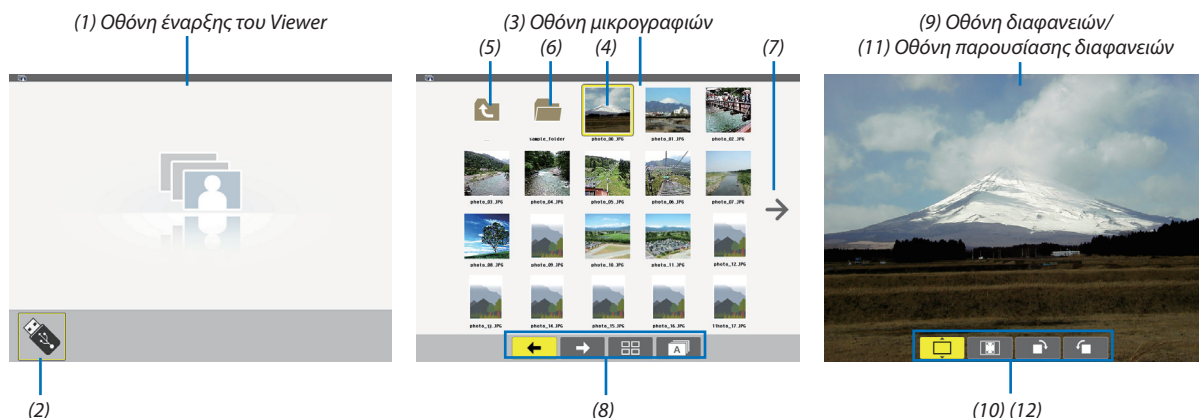 (1) Οθόνη έναρξης του Viewer
(3) Οθόνη μικρογραφιών
(9) Οθόνη διαφανειών/
(11) Οθόνη παρουσίασης διαφανειών
(5) (6) (4) (7)
sample_folder photo_00.JPG photo_01.JPG photo_02.JPG
photo_03.JPG photo_04.JPG photo_05.JPG photo_06.JPG photo_07.JPG
photo_08.JPG photo_09.JPG photo_10.JPG photo_11.JPG photo_12.JPG
photo_13.JPG photo_14.JPG photo_15.JPG photo_16.JPG photo_17.JPG
A
(2) (8) (10) (12)